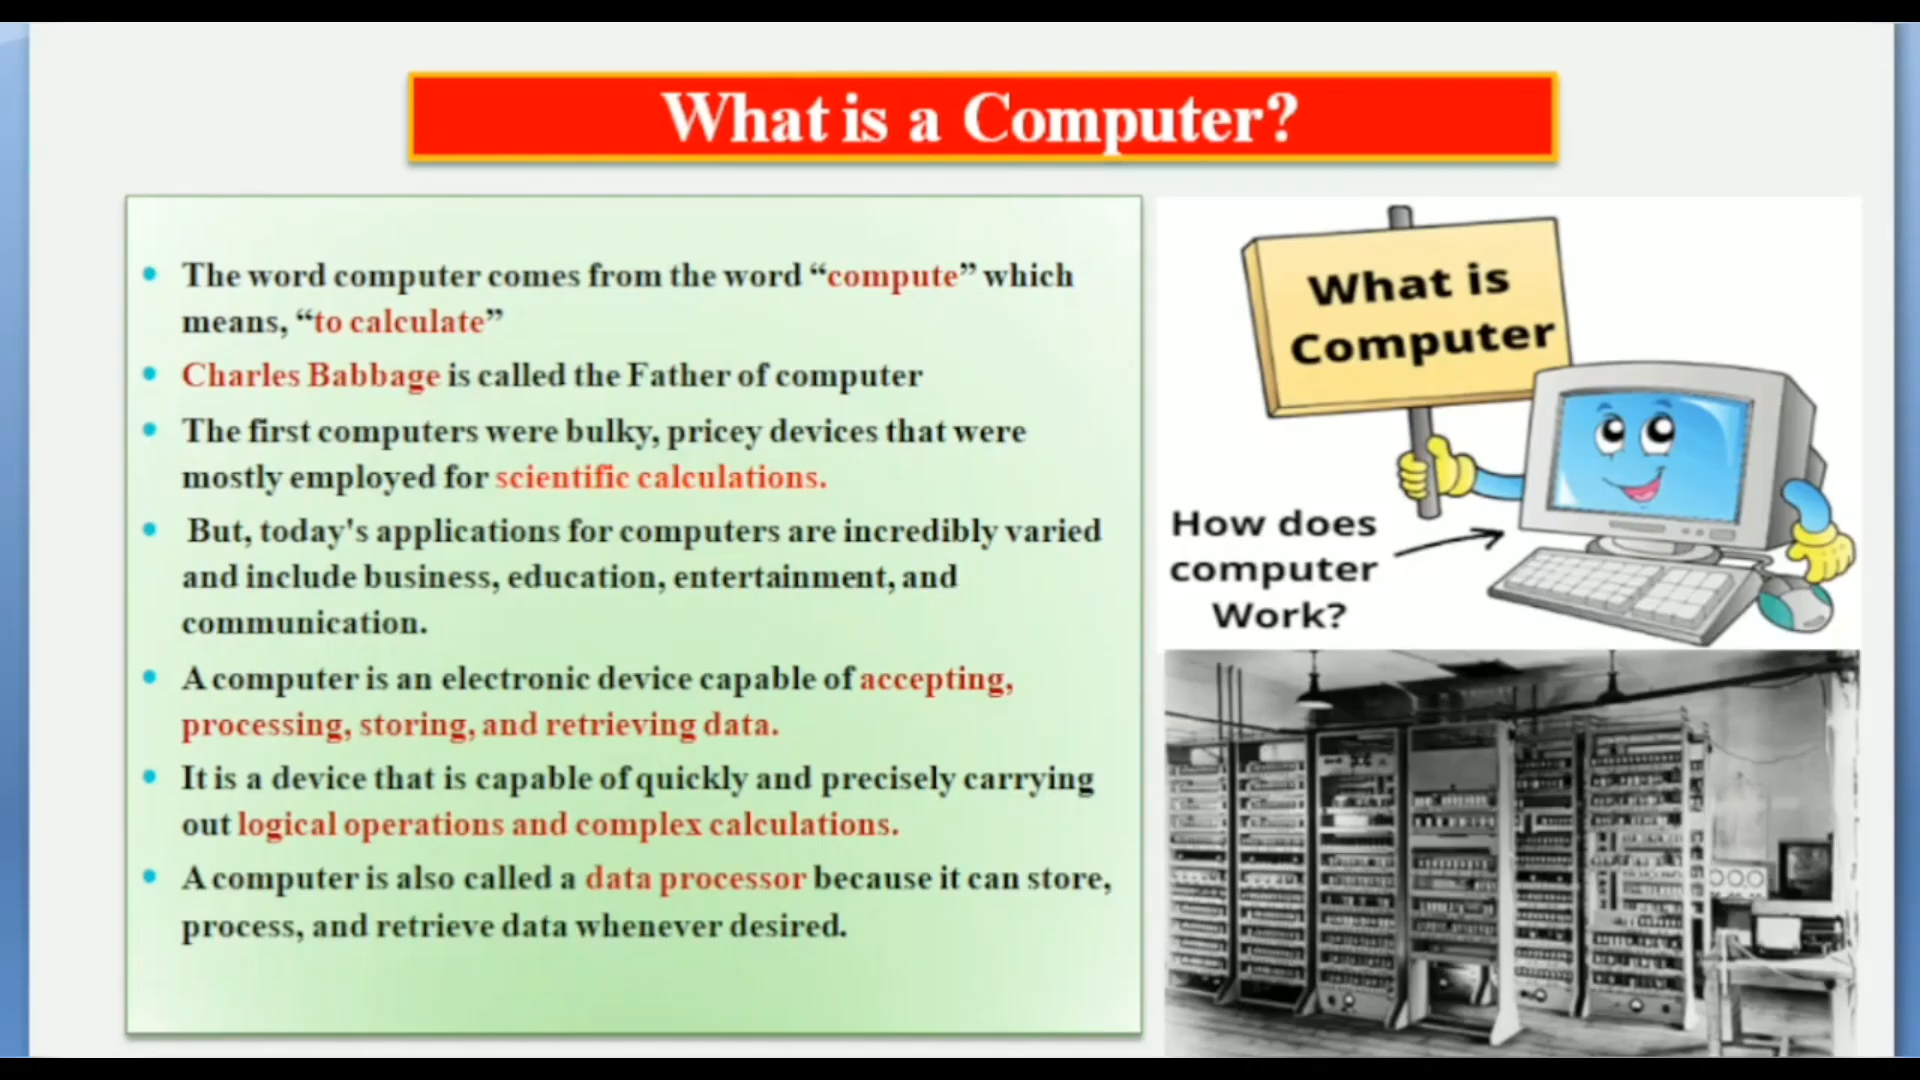 What is a Computer?
The word computer comes from the word “compute” which
means, “to calculate”
Charles Babbage is called the Father of computer
The first computers were bulky, pricey devices that were
mostly employed for scientific calculations.
But, today's applications for computers are incredibly varied
and include business, education, entertainment, and
communication.
A computer is an electronic device capable of accepting,
processing, storing, and retrieving data.
It is a device that is capable of quickly and precisely carrying
out logical operations and complex calculations.
A computer is also called a data processor because it can store,
process, and retrieve data whenever desired.
What is
Computer
How does
computer
Work?